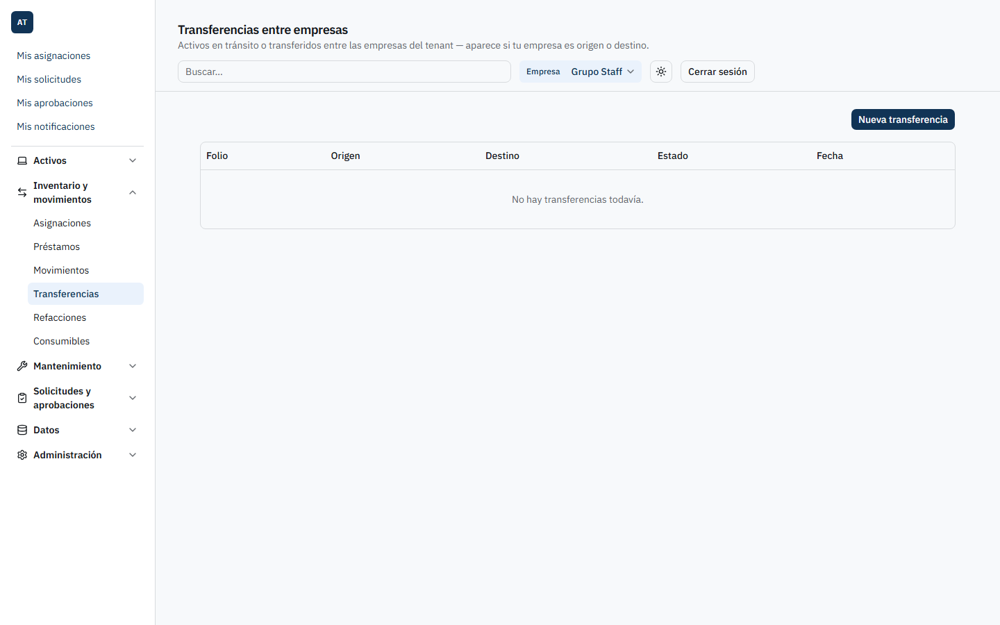 AT
Mis asignaciones
Mis solicitudes
Mis aprobaciones
Mis notificaciones
Activos
Inventario y
movimientos
Asignaciones
Préstamos
Movimientos
Transferencias
Refacciones
Consumibles
Mantenimiento
Solicitudes y
aprobaciones
Datos
Administración
Transferencias entre empresas
Activos en tránsito o transferidos entre las empresas del tenant — aparece si tu empresa es origen o destino.
Buscar...
Empresa Grupo Staff
Cerrar sesión
Nueva transferencia
Folio Origen Destino Estado Fecha
No hay transferencias todavía.